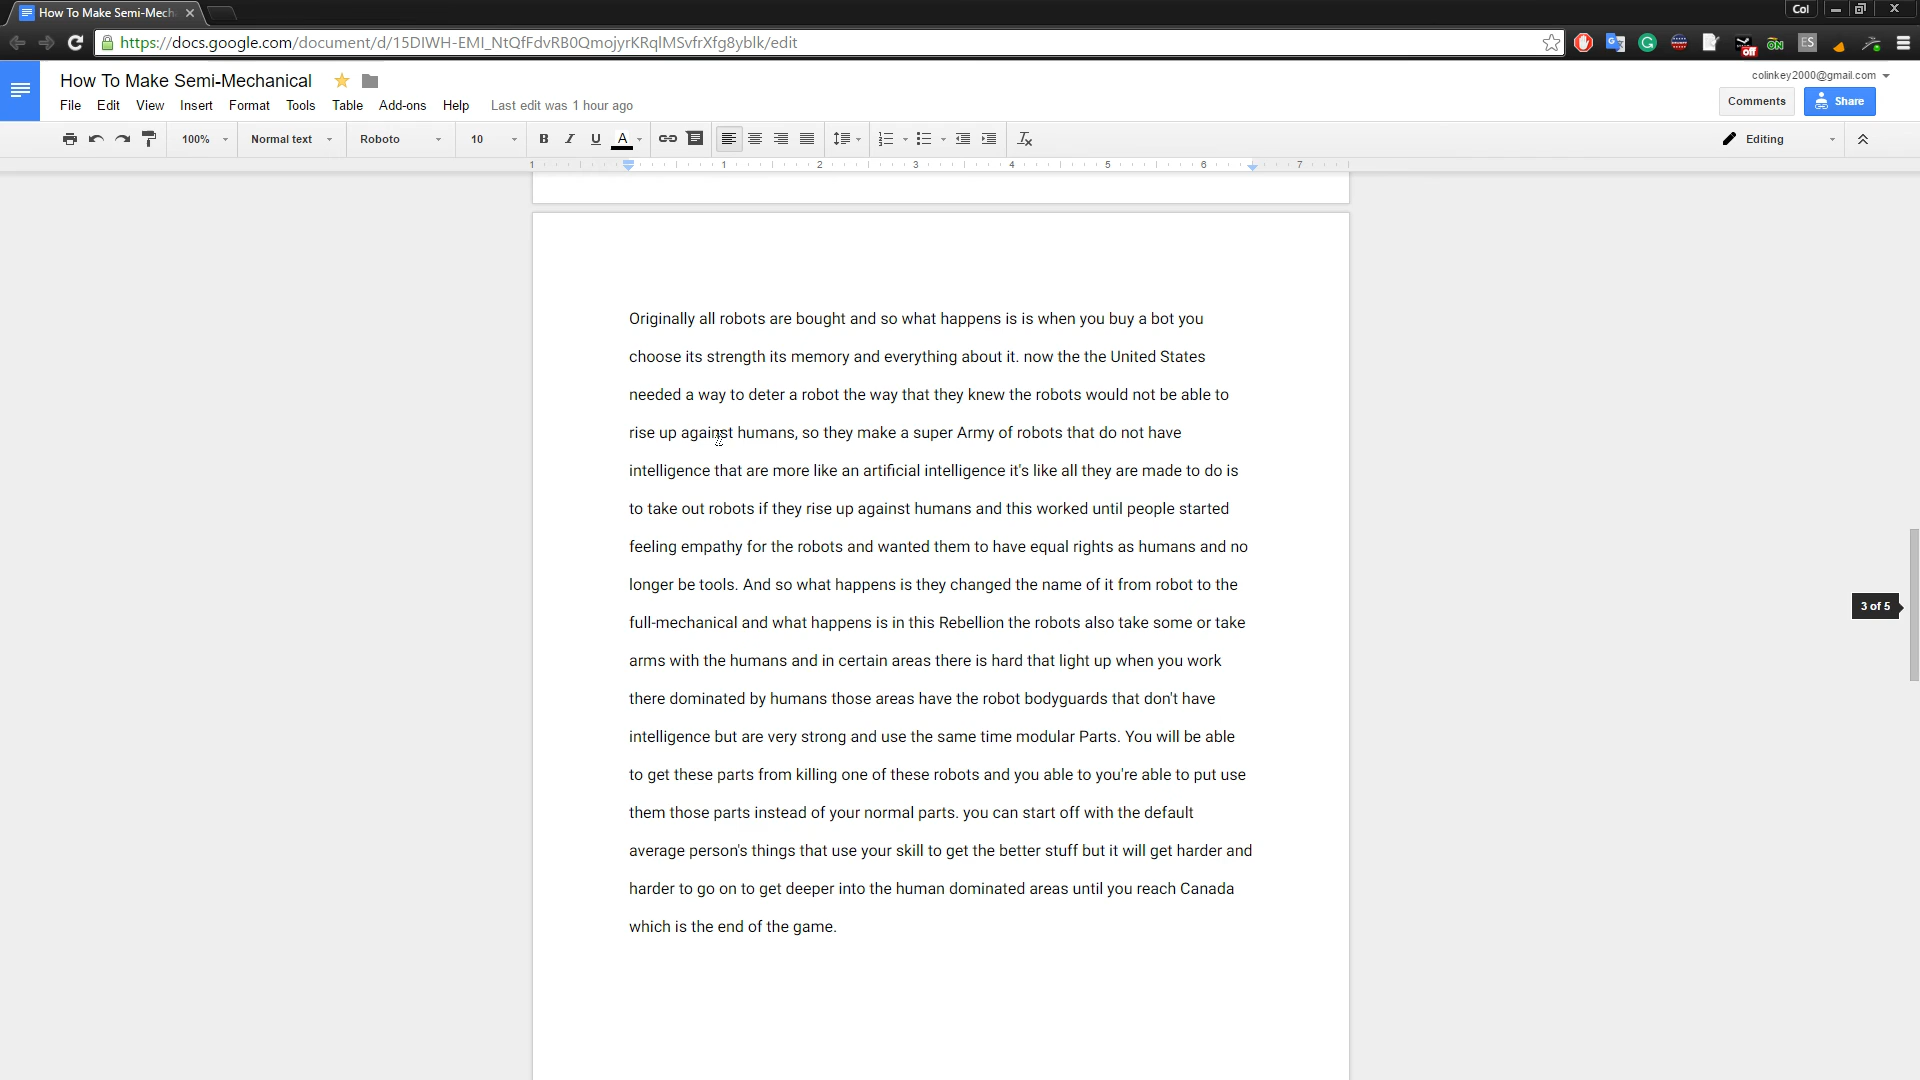 How To Make Semi-Mech
Col
https://docs.google.com/document/d/15DIWH-EMI_NtQfFdvRB0QmojyrKRqlMSvfrXfg8yblk/edit
off
ON
ES
How To Make Semi-Mechanical
colinkey2000@gmail.com
File Edit View Insert Format Tools Table Add-ons Help Last edit was 1 hour ago
Comments
Share
100% Normal text Roboto 10 B I U A Editing
1 1 2 3 4 5 6 7
Originally all robots are bought and so what happens is is when you buy a bot you
choose its strength its memory and everything about it. now the the United States
needed a way to deter a robot the way that they knew the robots would not be able to
rise up against humans, so they make a super Army of robots that do not have
intelligence that are more like an artificial intelligence it's like all they are made to do is
to take out robots if they rise up against humans and this worked until people started
feeling empathy for the robots and wanted them to have equal rights as humans and no
longer be tools. And so what happens is they changed the name of it from robot to the
full-mechanical and what happens is in this Rebellion the robots also take some or take
arms with the humans and in certain areas there is hard that light up when you work
there dominated by humans those areas have the robot bodyguards that don't have
intelligence but are very strong and use the same time modular Parts. You will be able
to get these parts from killing one of these robots and you able to you're able to put use
them those parts instead of your normal parts. you can start off with the default
average person's things that use your skill to get the better stuff but it will get harder and
harder to go on to get deeper into the human dominated areas until you reach Canada
which is the end of the game.
3 of 5